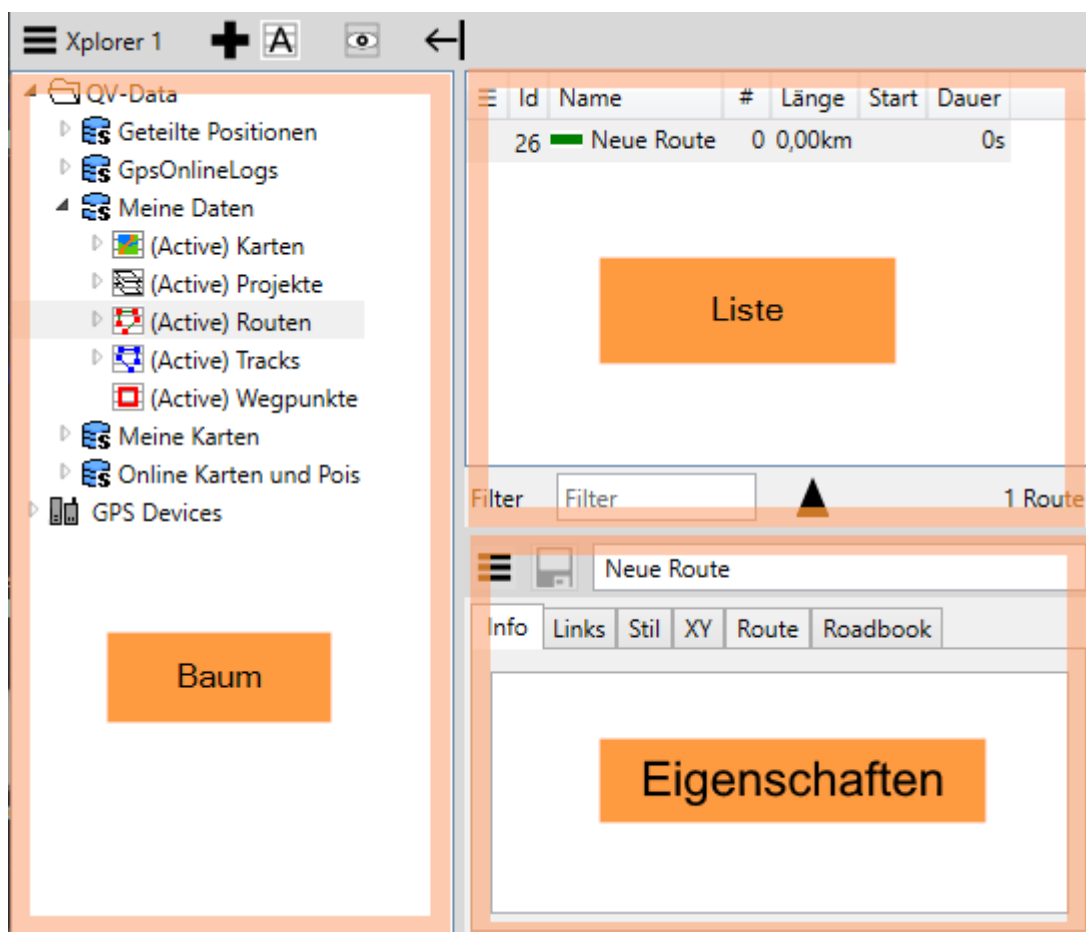 Xplorer 1
A
QV-Data
Geteilte Positionen
GpsOnlineLogs
Meine Daten
(Active) Karten
(Active) Projekte
(Active) Routen
(Active) Tracks
(Active) Wegpunkte
Meine Karten
Online Karten und Pois
GPS Devices
Baum
Id Name # Länge Start Dauer
26 Neue Route 0 0,00km 0s
Liste
Filter Filter 1 Route
Neue Route
Info Links Stil XY Route Roadbook
Eigenschaften